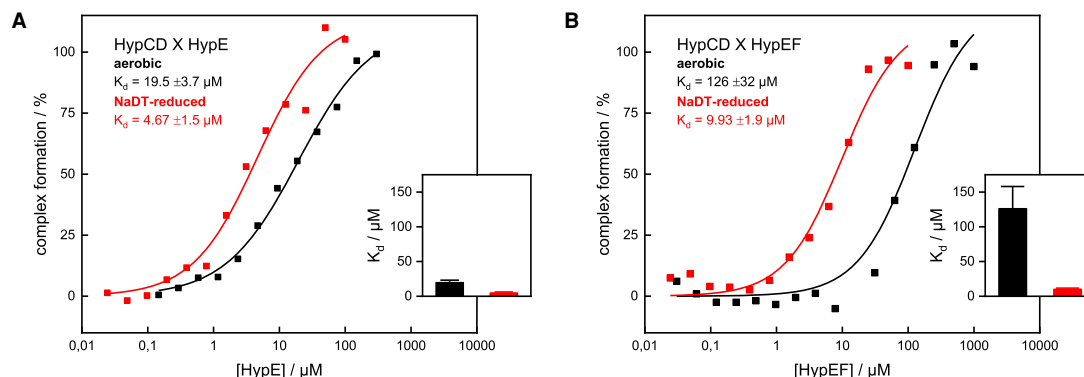 A
HypCD X HypE
aerobic
Kd = 19.5 ±3.7 µM
NaDT-reduced
Kd = 4.67 ±1.5 µM
complex formation / %
100
75
50
25
0
0,01
0,1
1
10
100
1000
10000
[HypE] / µM
Kd / µM
150
100
50
0
B
HypCD X HypEF
aerobic
Kd = 126 ±32 µM
NaDT-reduced
Kd = 9.93 ±1.9 µM
complex formation / %
100
75
50
25
0
0,01
0,1
1
10
100
1000
10000
[HypEF] / µM
Kd / µM
150
100
50
0